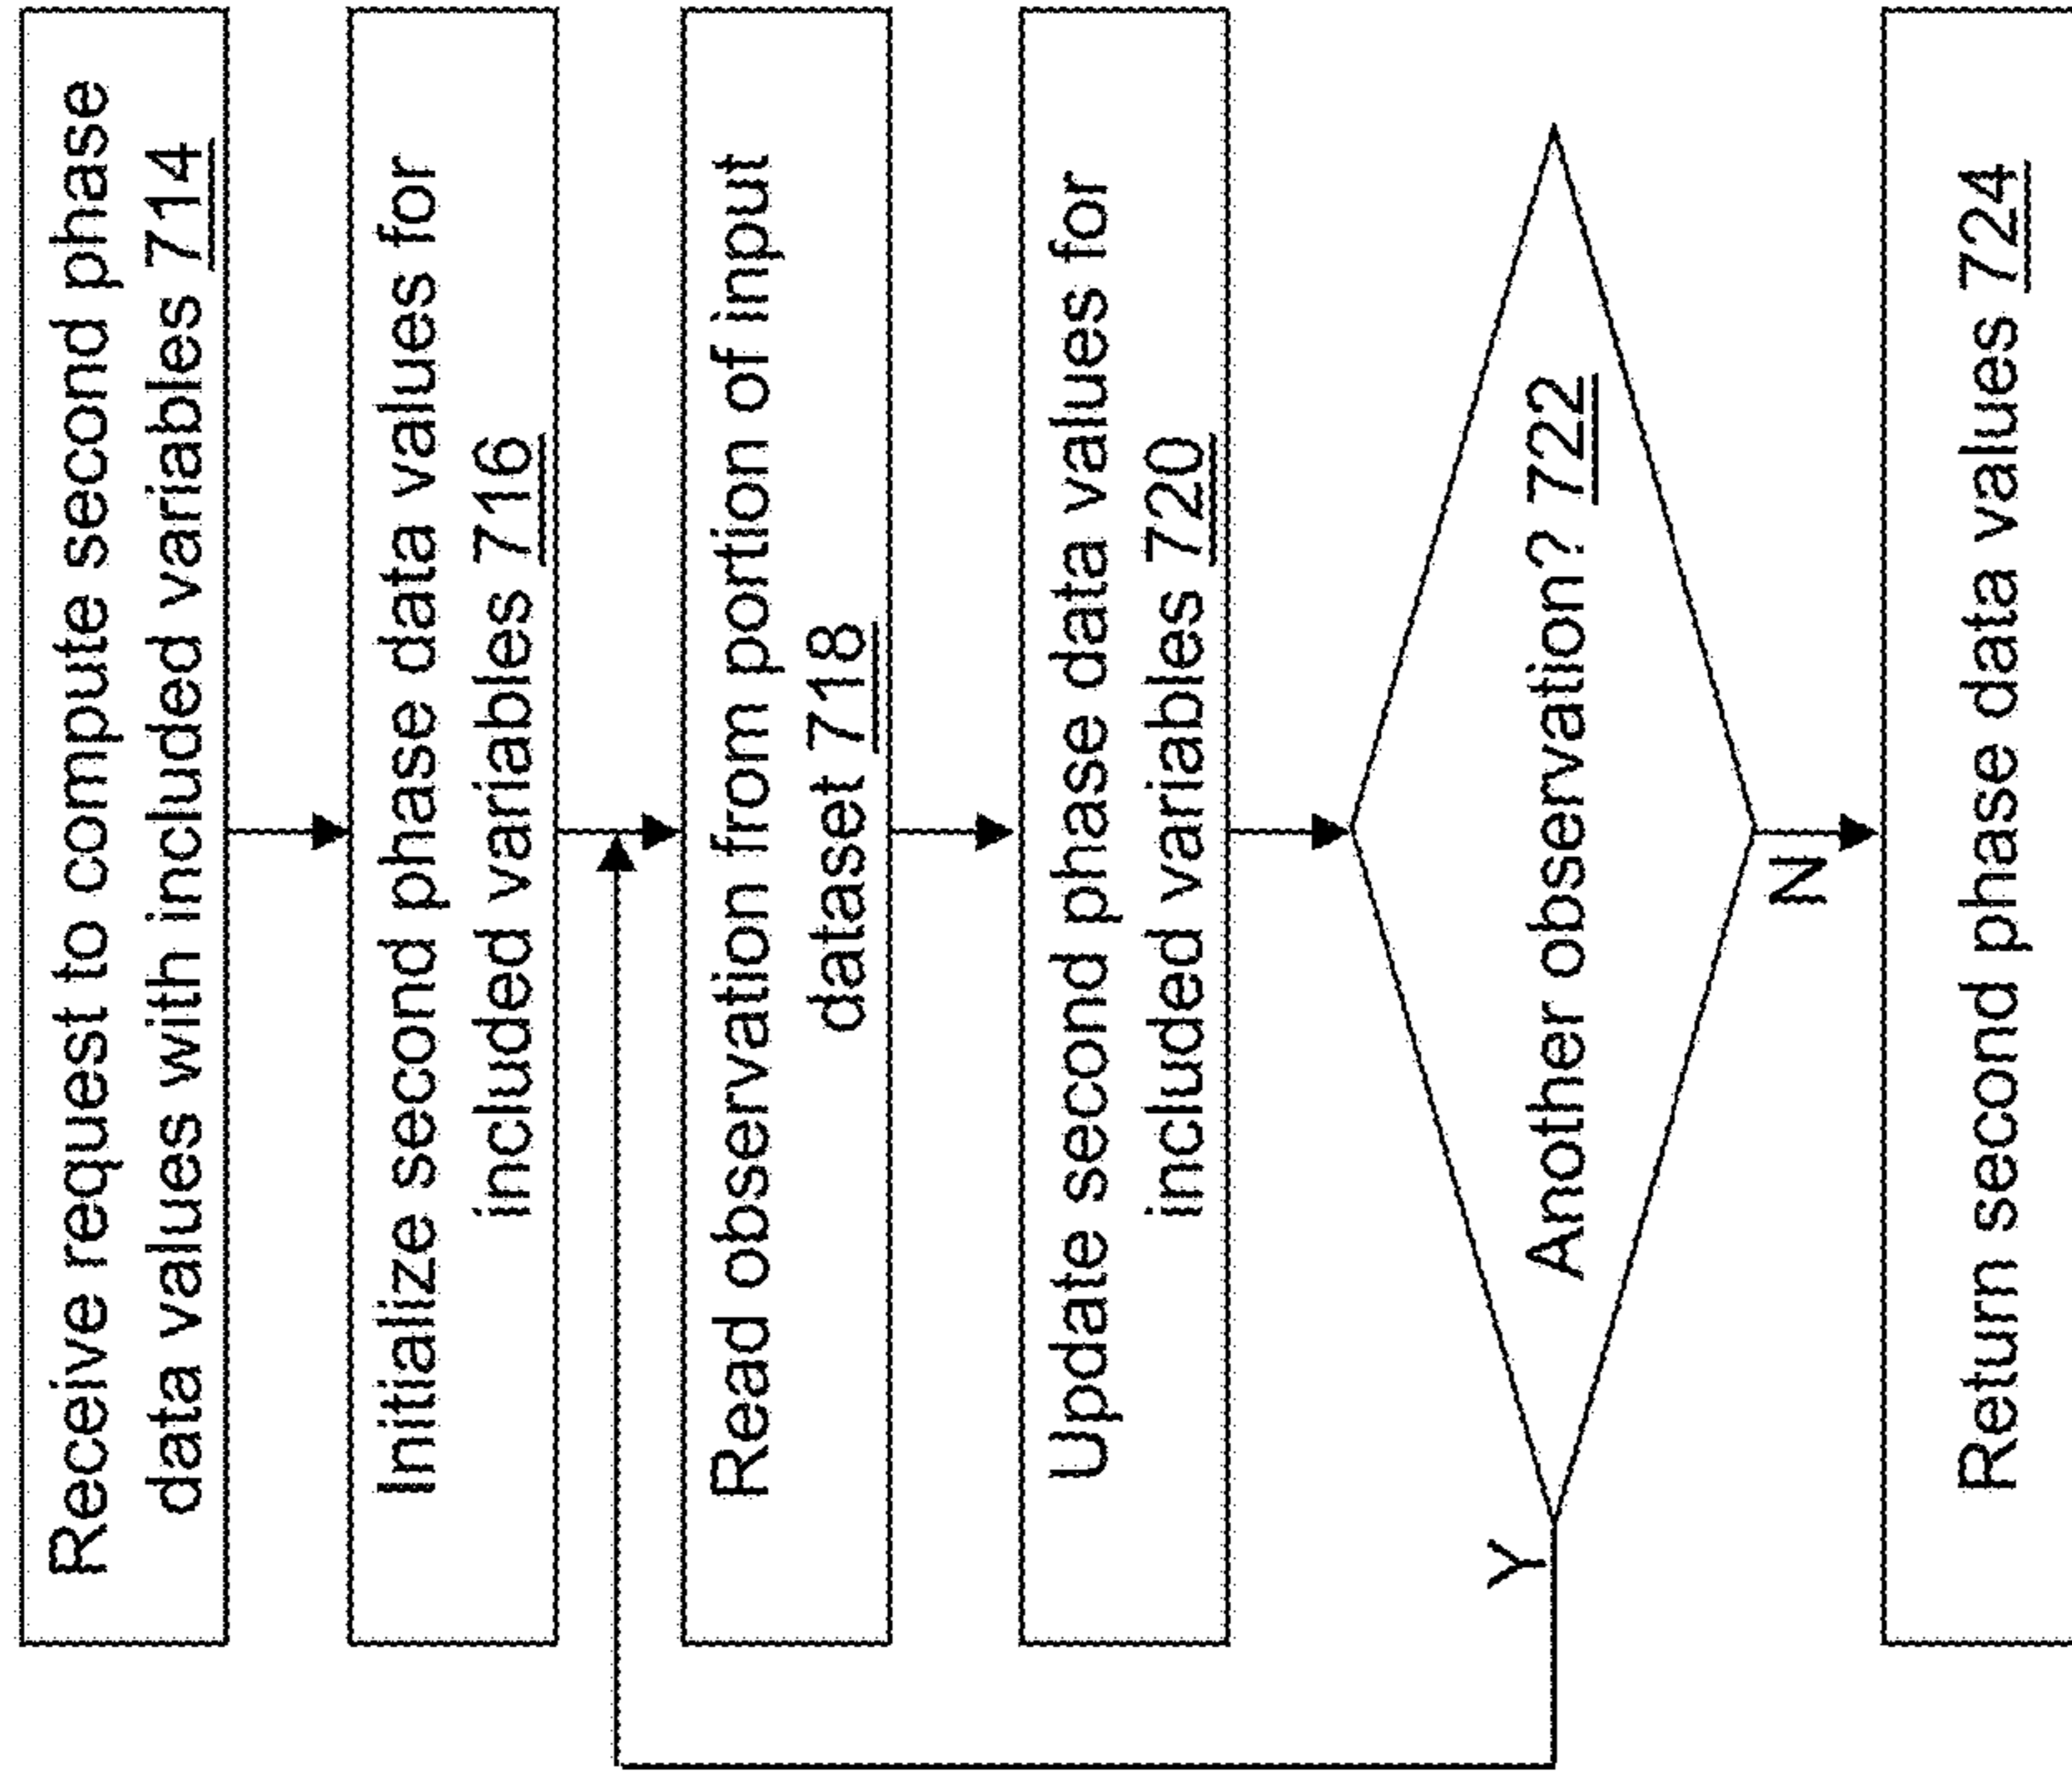 Receive request to compute second phase
data values with included variables 714
Initialize second phase data values for
included variables 716
Read observation from portion of input
dataset 718
Update second phase data values for
included variables 720
Another observation? 722
Y
N
Return second phase data values 724